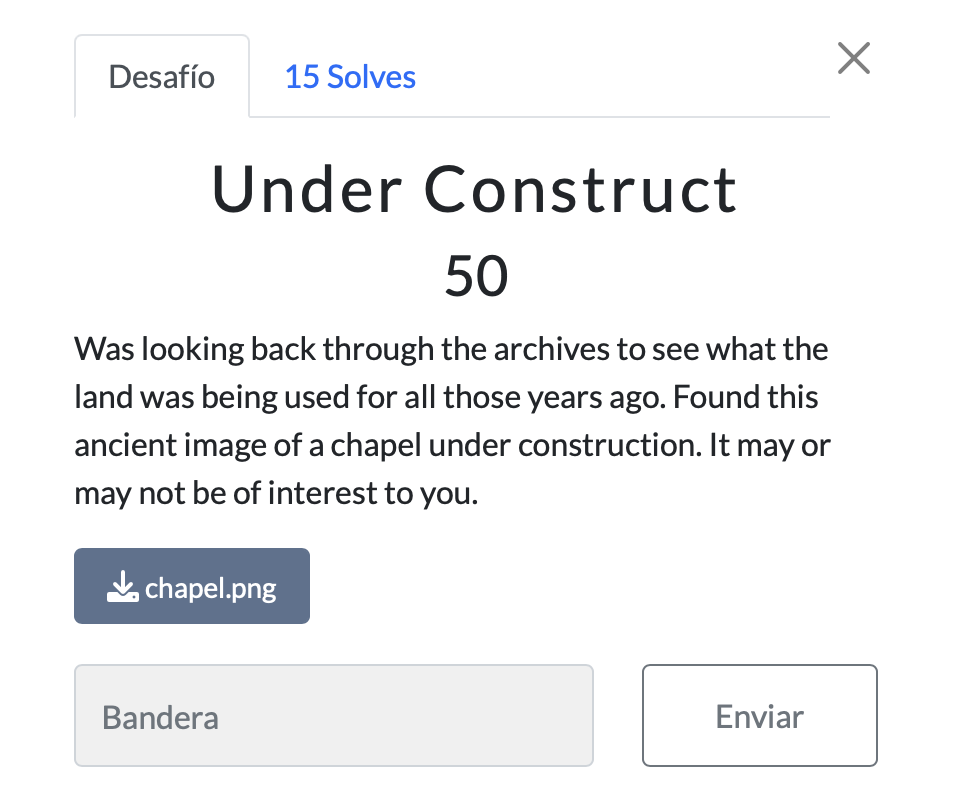 Desafío
15 Solves
Under Construct
50
Was looking back through the archives to see what the
land was being used for all those years ago. Found this
ancient image of a chapel under construction. It may or
may not be of interest to you.
chapel.png
Bandera
Enviar